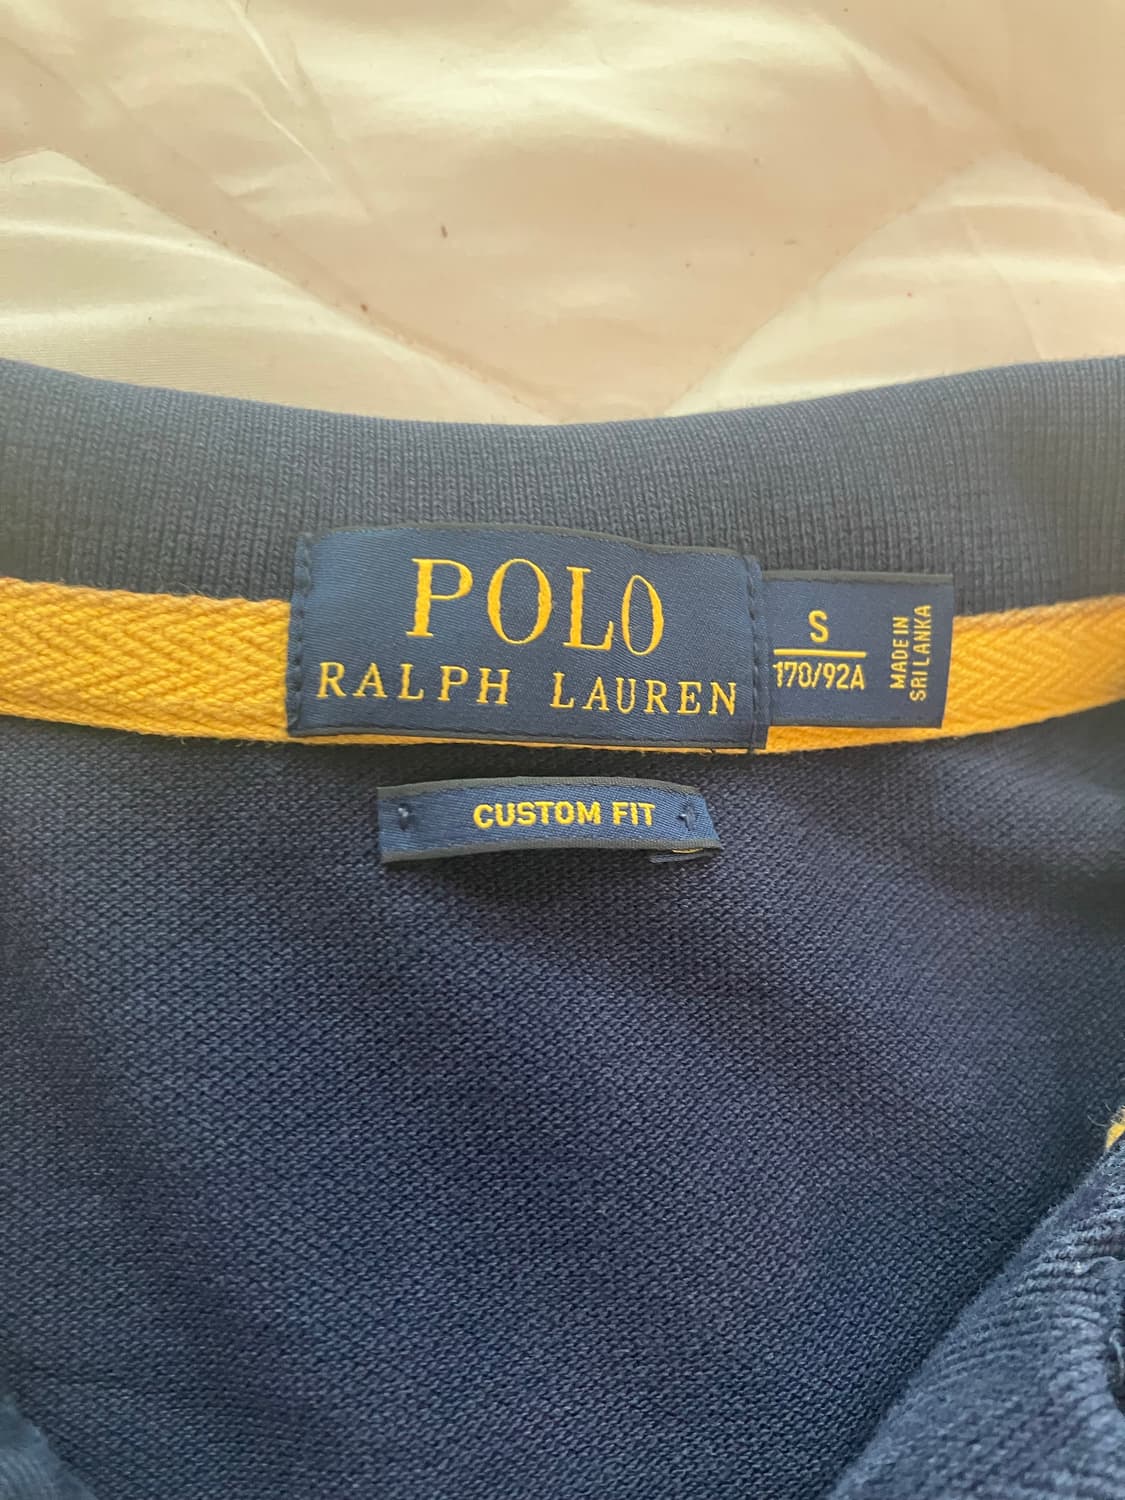 POLO
RALPH LAUREN
S
170/92A
MADE IN
SRI LANKA
CUSTOM FIT